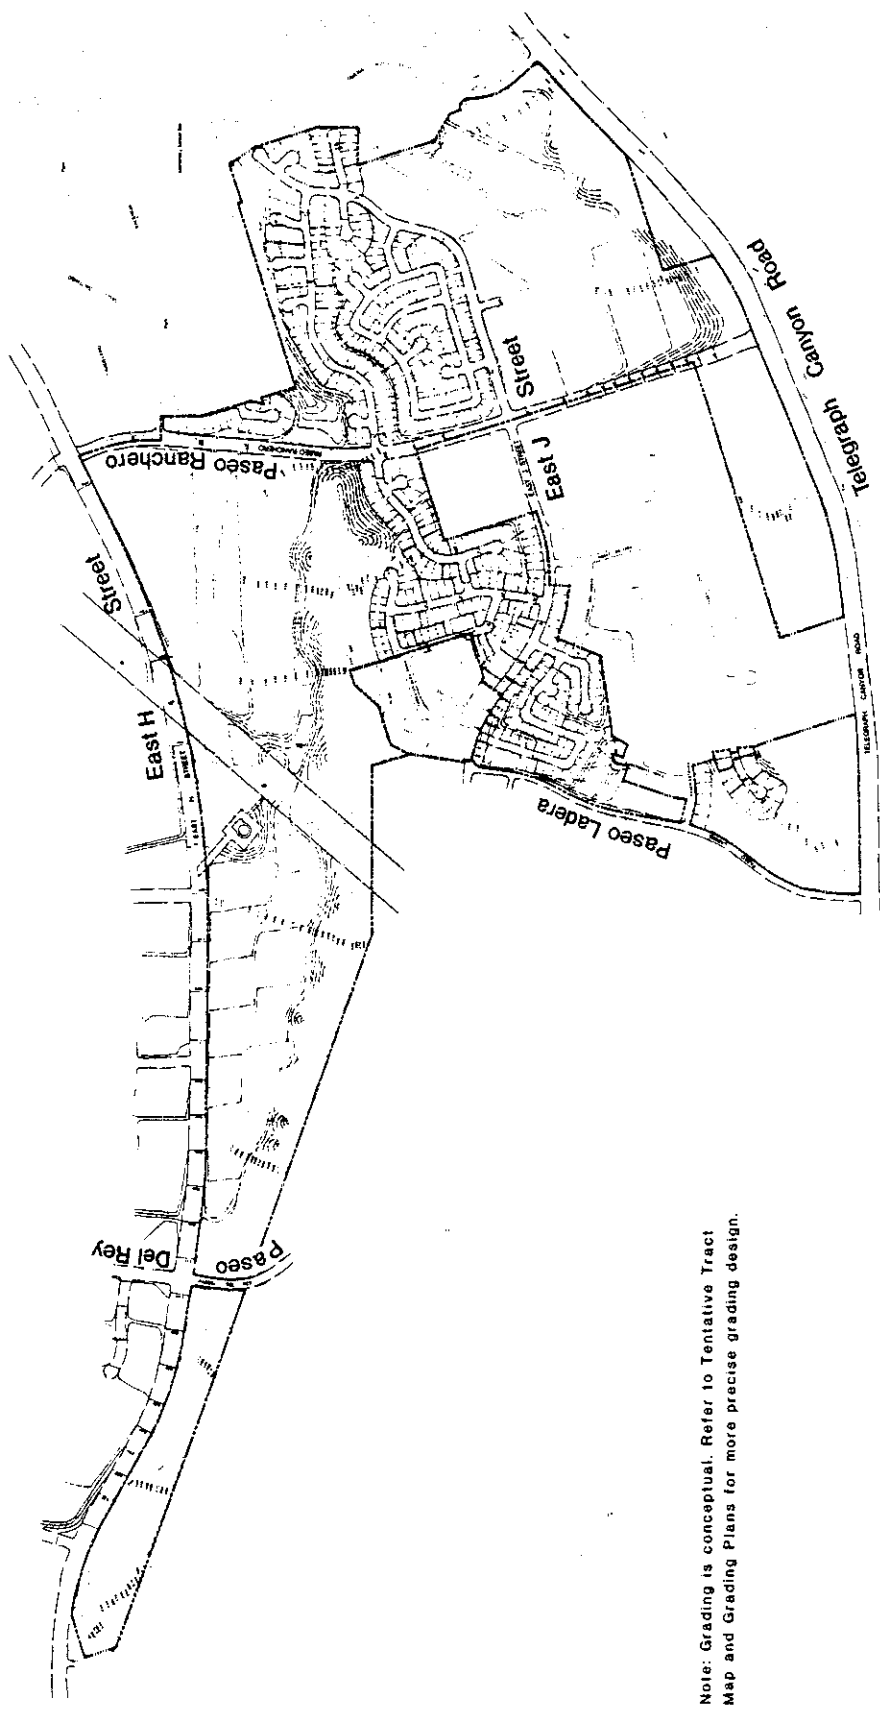 Street
East H
EAST H STREET
Paseo Ranchero
PASEO RANCHERO
Street
East J
EAST J STREET
Telegraph Canyon Road
TELEGRAPH CANYON ROAD
Paseo Ladera
Del Rey
Paseo
Note: Grading is conceptual. Refer to Tentative Tract
Map and Grading Plans for more precise grading design.